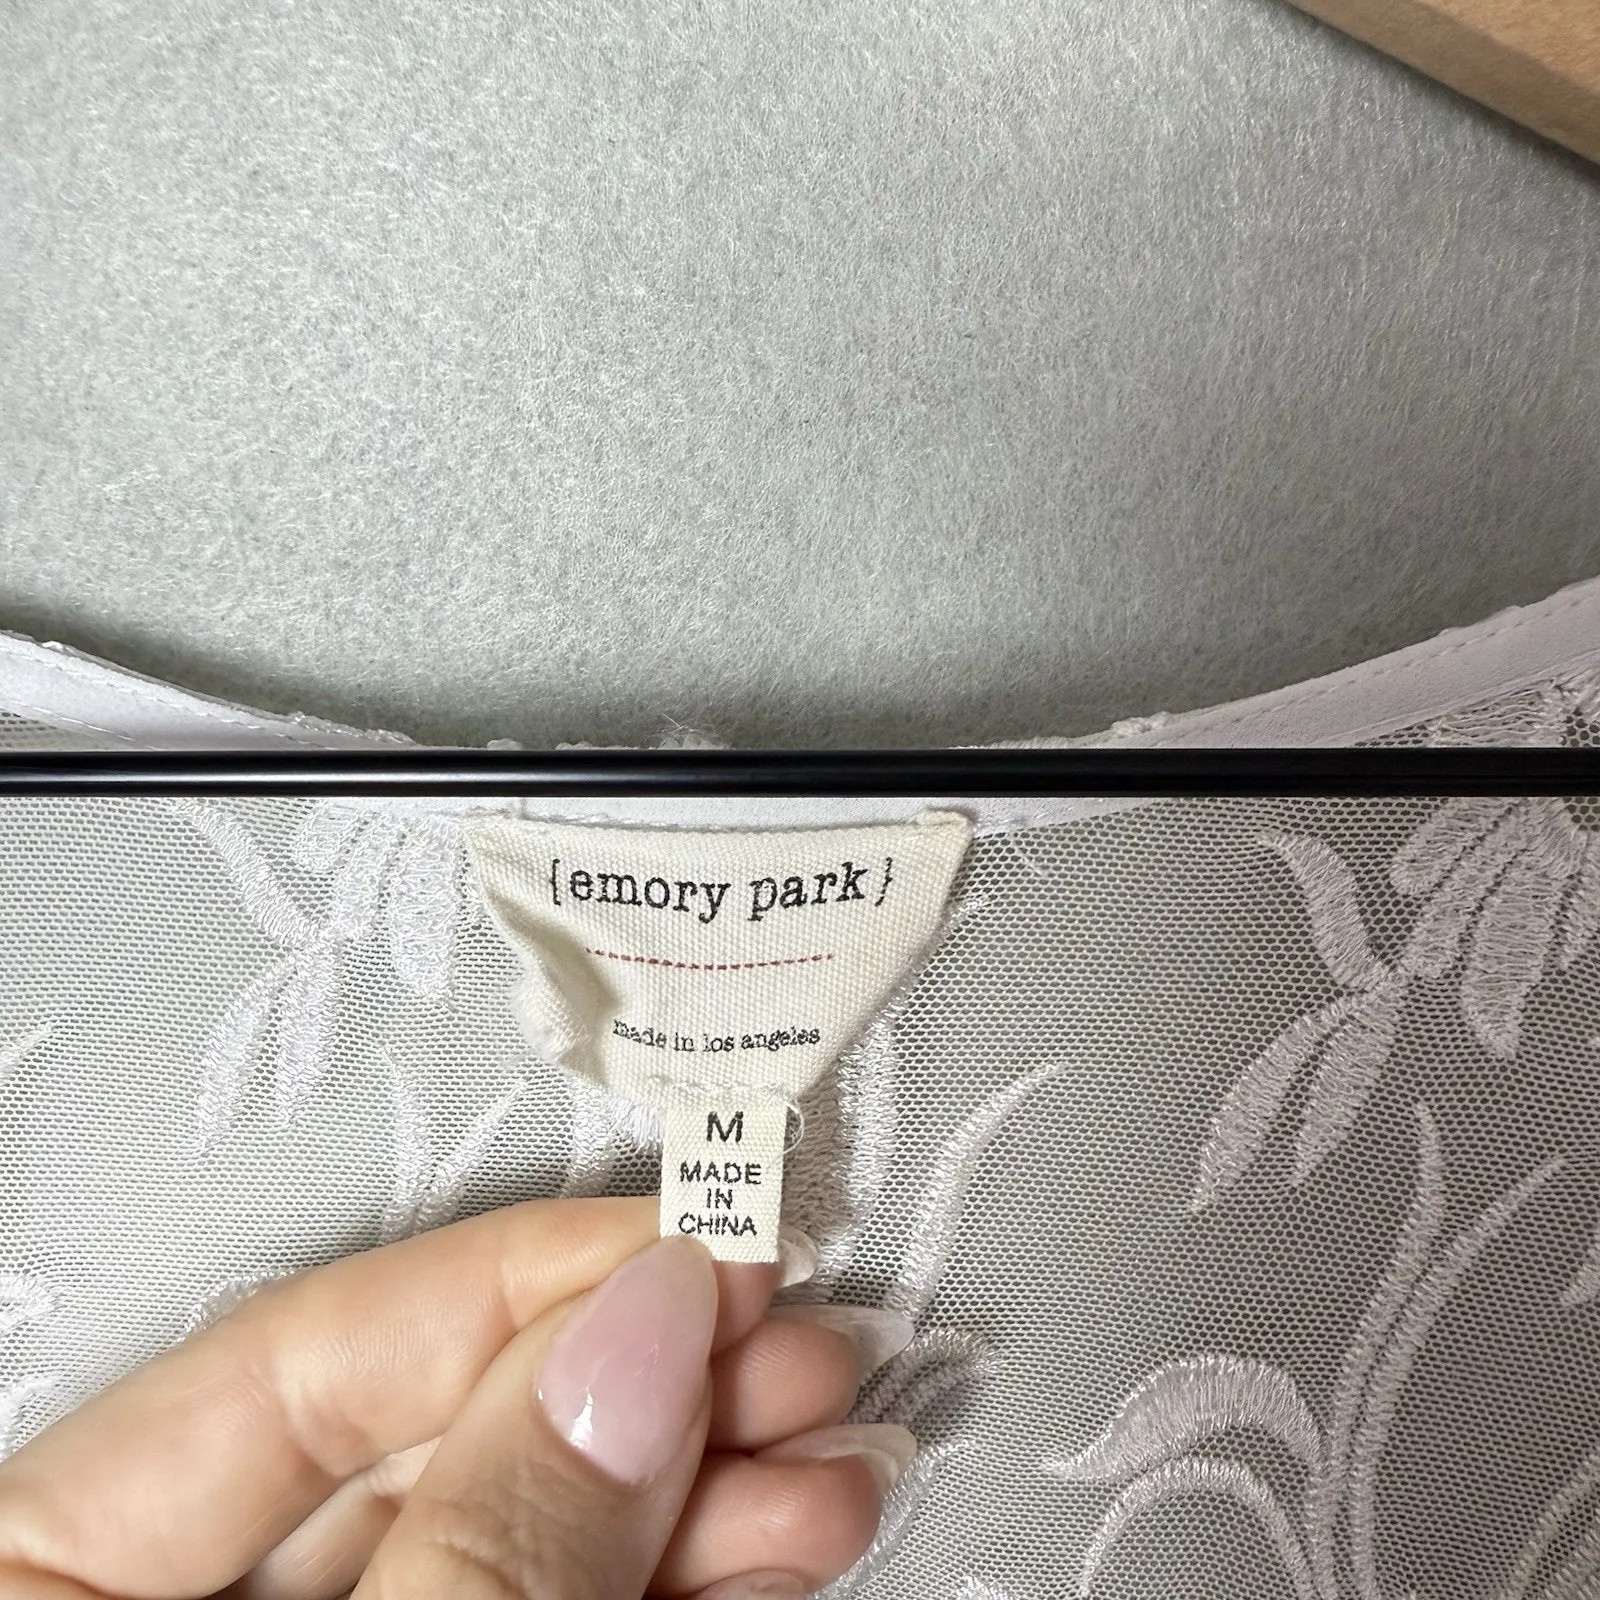 {emory park}
made in los angeles
M
MADE
IN
CHINA